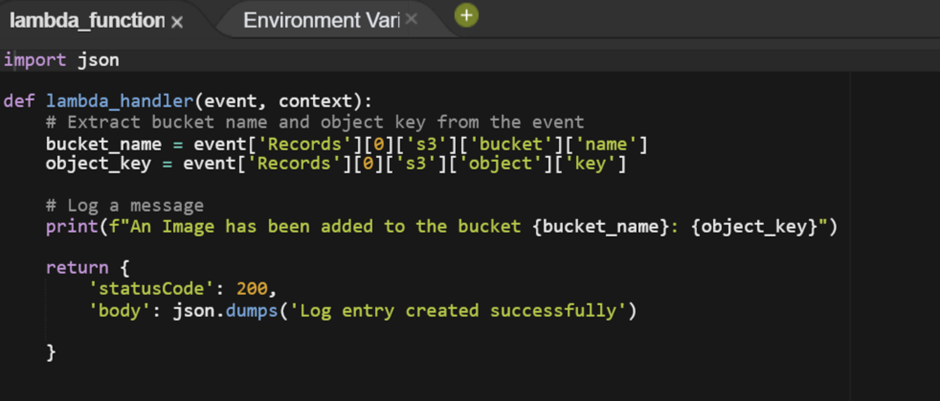 lambda_function ×
Environment Vari ×
import json
def lambda_handler(event, context):
    # Extract bucket name and object key from the event
    bucket_name = event['Records'][0]['s3']['bucket']['name']
    object_key = event['Records'][0]['s3']['object']['key']
    # Log a message
    print(f"An Image has been added to the bucket {bucket_name}: {object_key}")
    return {
        'statusCode': 200,
        'body': json.dumps('Log entry created successfully')
    }